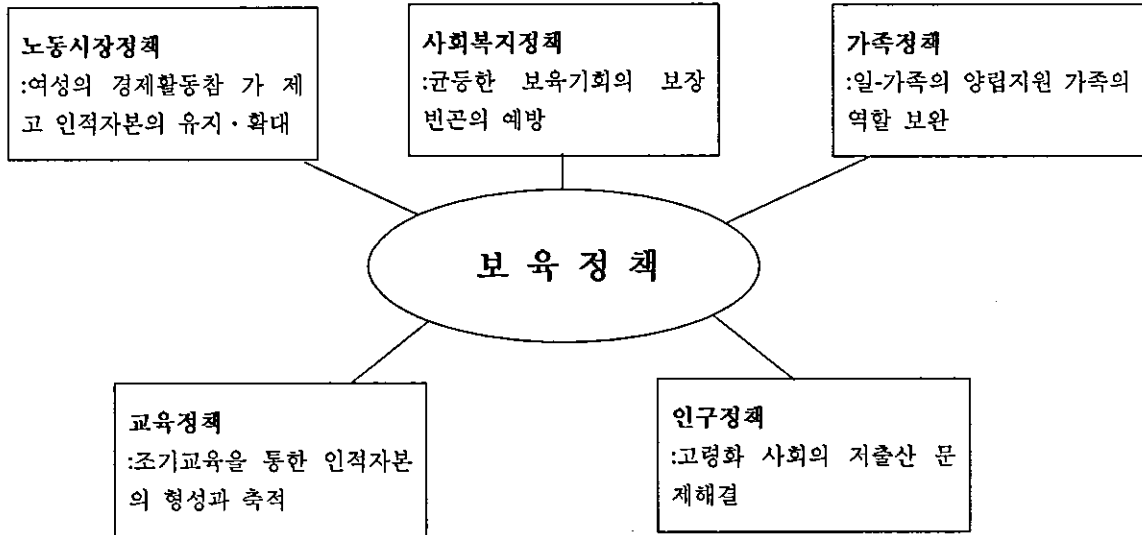 노동시장정책
:여성의 경제활동참 가 제
고 인적자본의 유지·확대
사회복지정책
:균등한 보육기회의 보장
빈곤의 예방
가족정책
:일-가족의 양립지원 가족의
역할 보완
보 육 정 책
교육정책
:조기교육을 통한 인적자본
의 형성과 축적
인구정책
:고령화 사회의 저출산 문
제해결